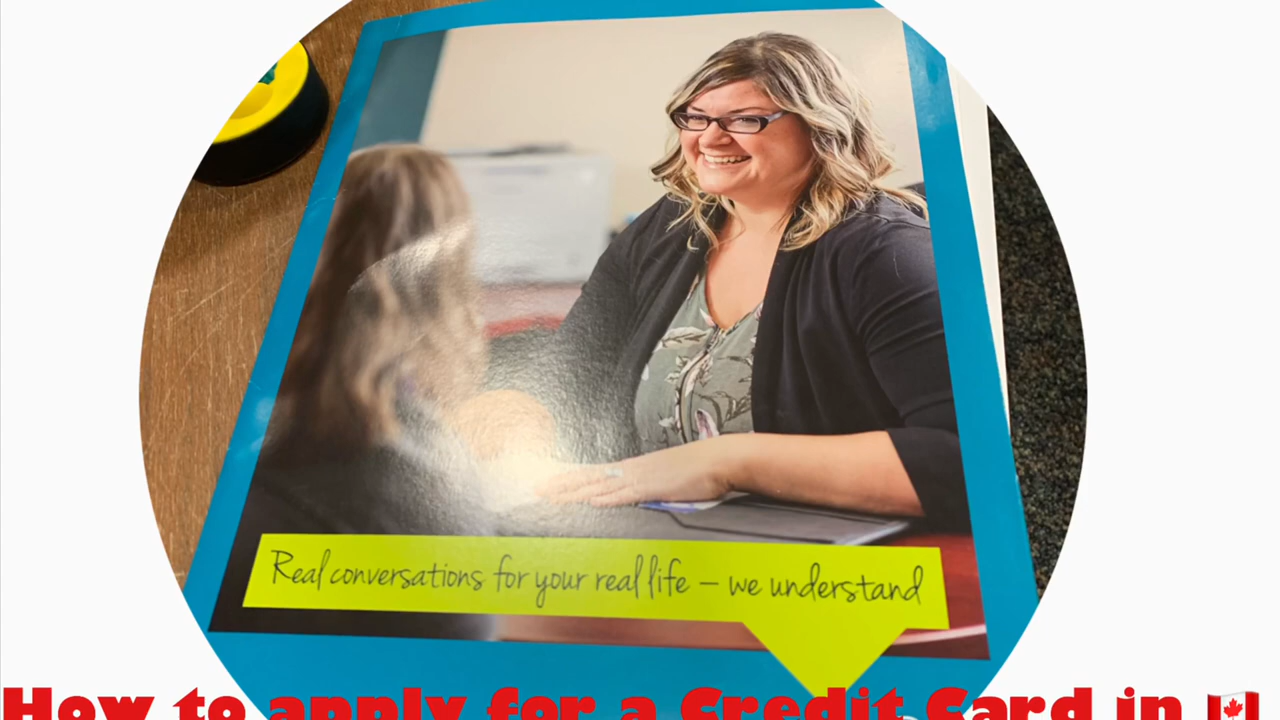 Real conversations for your real life – we understand
How to apply for a Credit Card in 🇨🇦